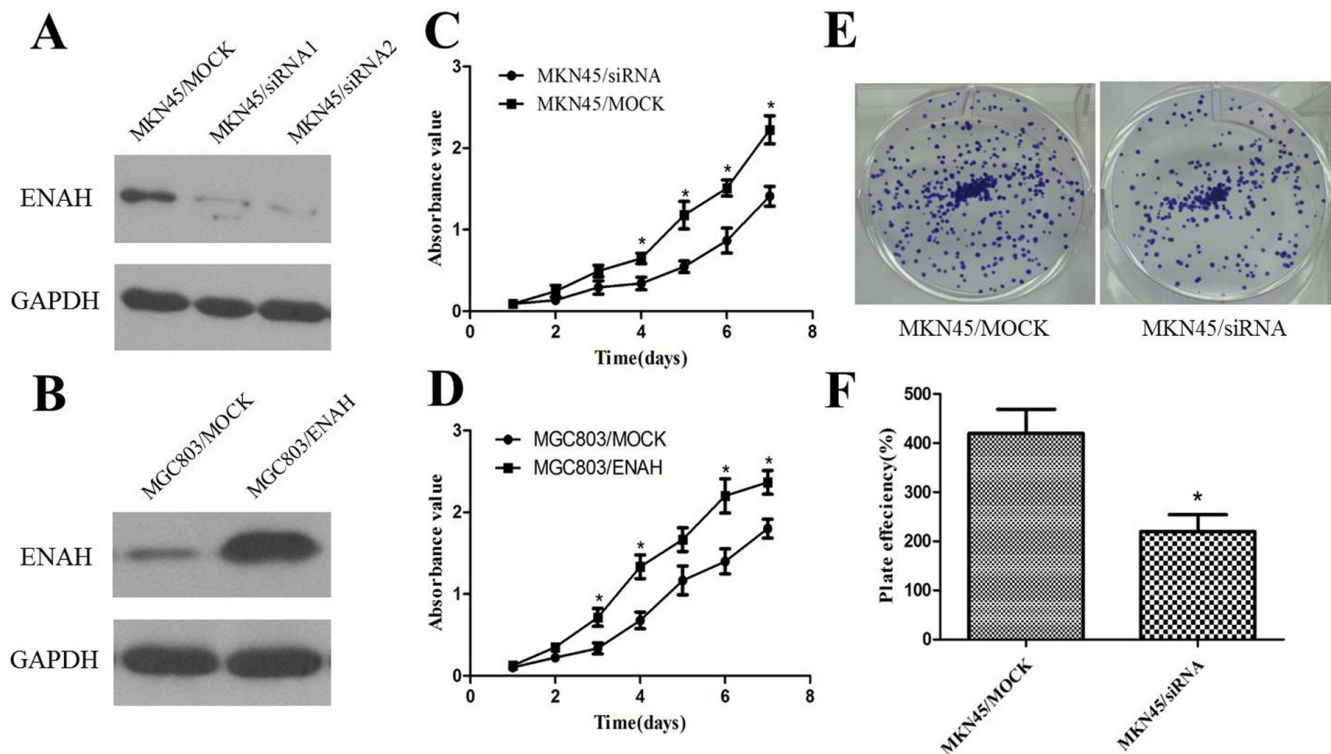 A
MKN45/MOCK
MKN45/siRNA1
MKN45/siRNA2
ENAH
GAPDH
B
MGC803/MOCK
MGC803/ENAH
ENAH
GAPDH
C
MKN45/siRNA
MKN45/MOCK
Absorbance value
3
2
1
0
* * * *
0 2 4 6 8
Time(days)
D
MGC803/MOCK
MGC803/ENAH
Absorbance value
3
2
1
0
* * * *
0 2 4 6 8
Time(days)
E
MKN45/MOCK
MKN45/siRNA
F
Plate effeciency(%)
500
400
300
200
100
0
*
MKN45/MOCK
MKN45/siRNA